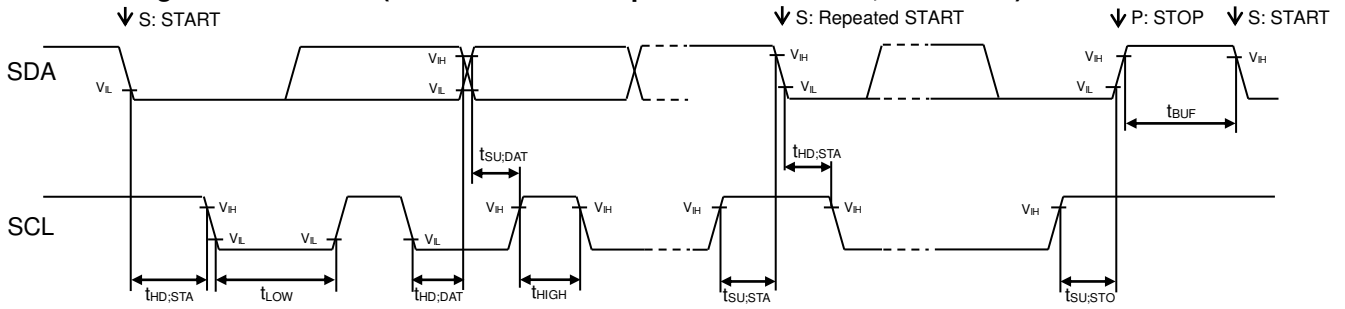 S: START
S: Repeated START
P: STOP
S: START
SDA
VIL
VIH
VIL
VIH
VIL
VIH
VIL
VIH
tBUF
tSU;DAT
tHD;STA
SCL
VIH
VIL
VIL
VIL
VIH
VIH
VIH
VIH
VIH
tHD;STA
tLOW
tHD;DAT
tHIGH
tSU;STA
tSU;STO